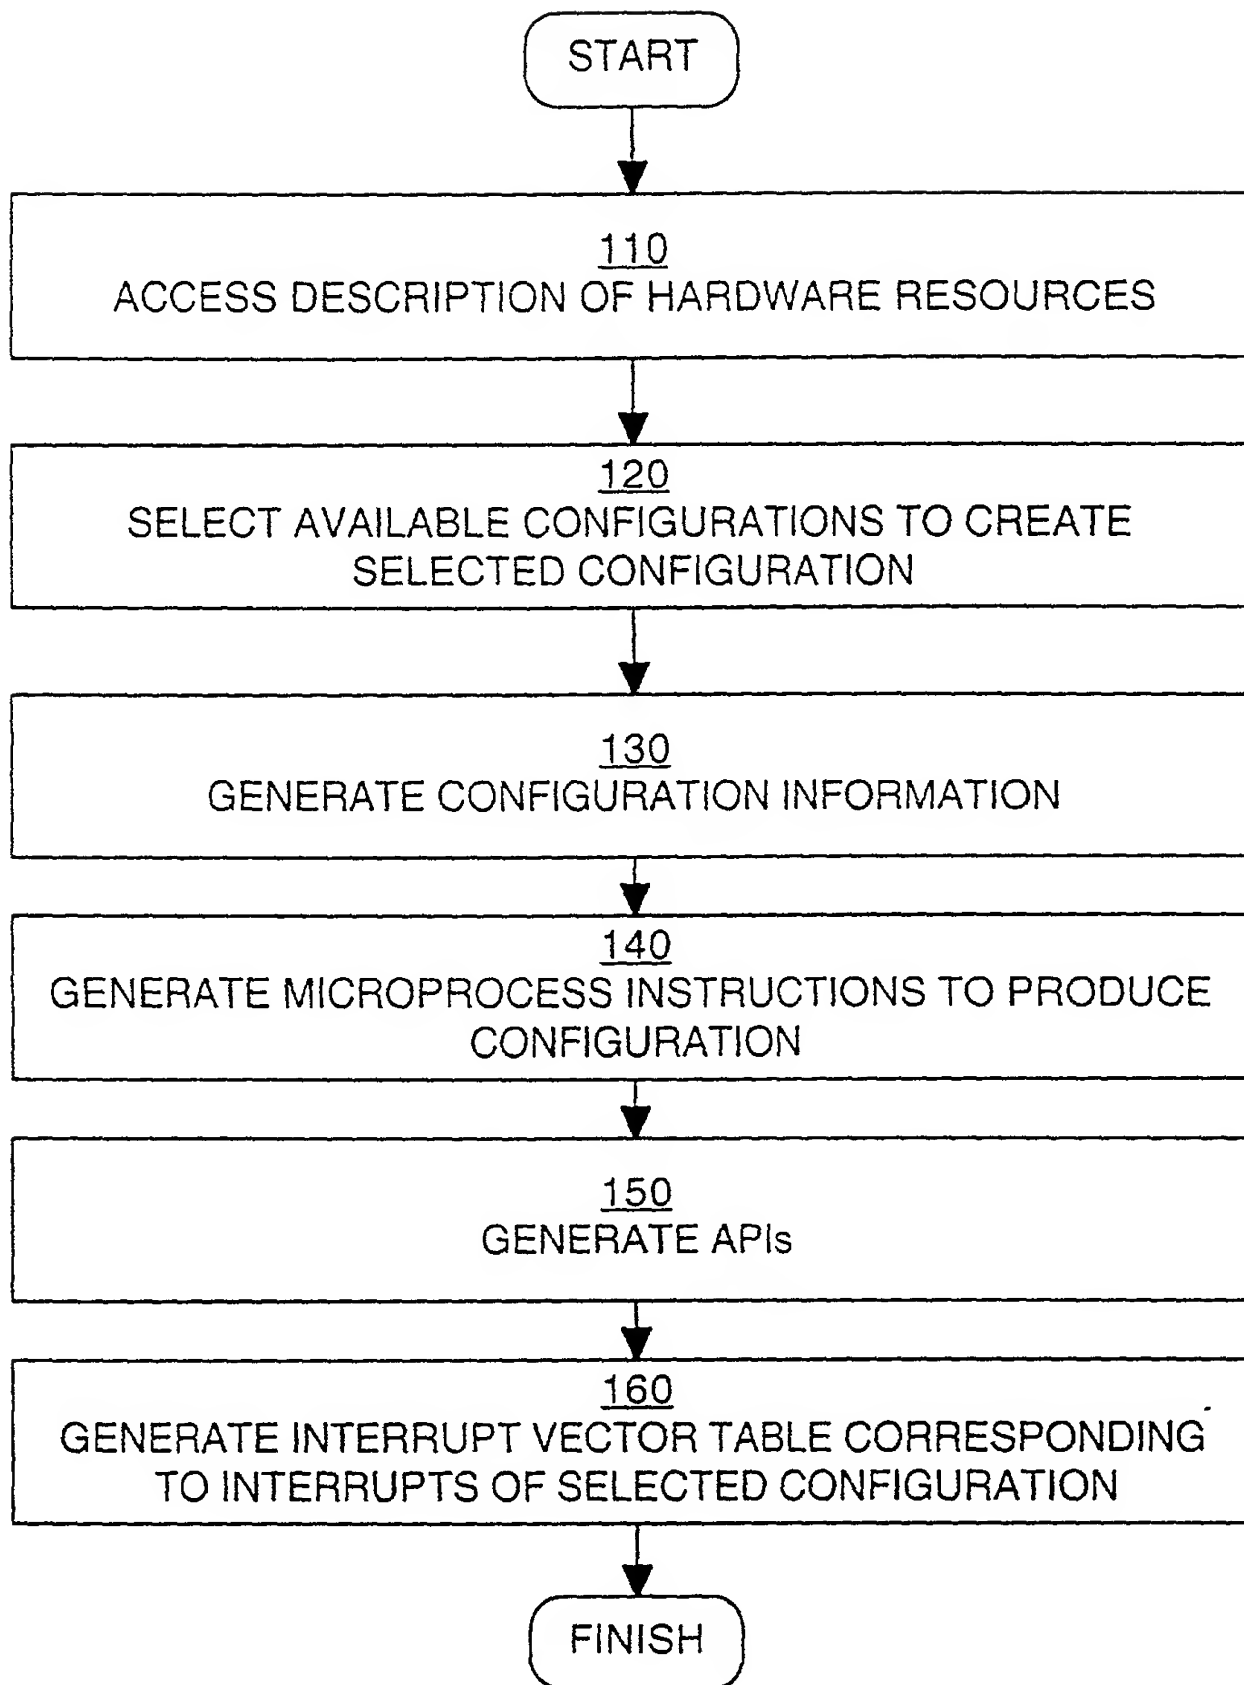 START
110
ACCESS DESCRIPTION OF HARDWARE RESOURCES
120
SELECT AVAILABLE CONFIGURATIONS TO CREATE
SELECTED CONFIGURATION
130
GENERATE CONFIGURATION INFORMATION
140
GENERATE MICROPROCESS INSTRUCTIONS TO PRODUCE
CONFIGURATION
150
GENERATE APIs
160
GENERATE INTERRUPT VECTOR TABLE CORRESPONDING
TO INTERRUPTS OF SELECTED CONFIGURATION
FINISH